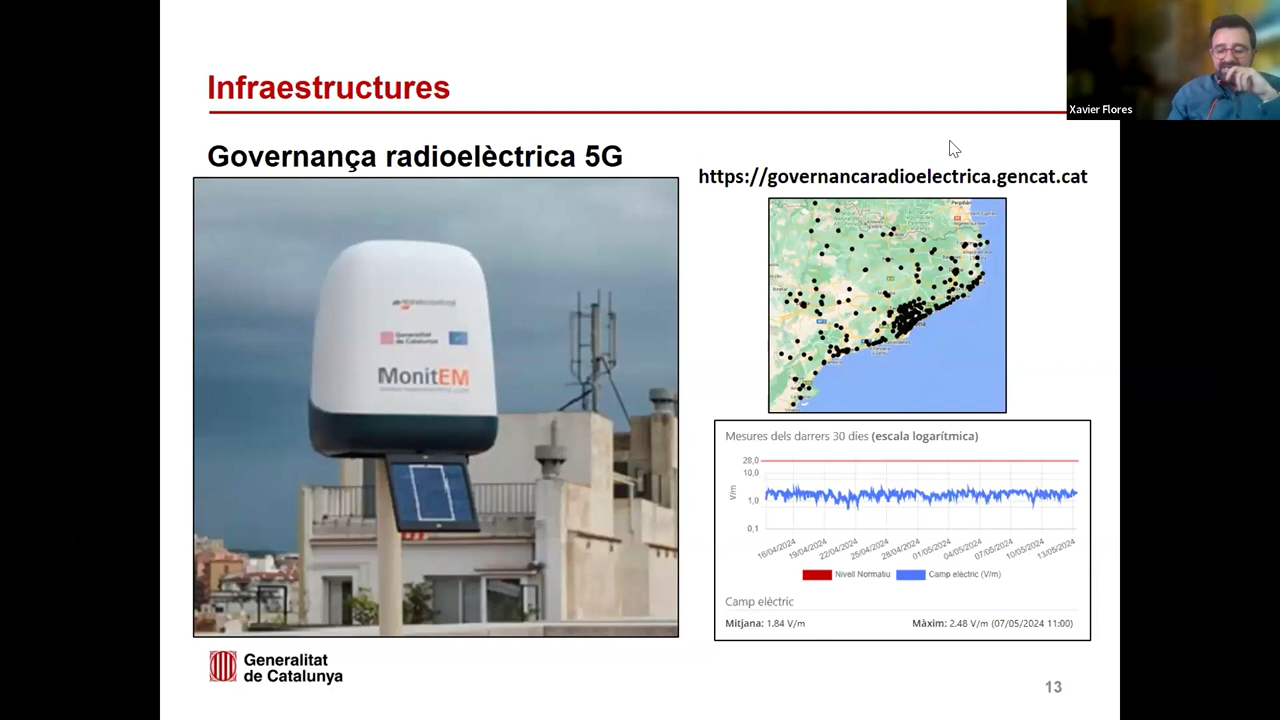 Infraestructures
Xavier Flores
Governança radioelèctrica 5G
https://governancaradioelectrica.gencat.cat
Generalitat
de Catalunya
MonitEM
Mesures dels darrers 30 dies (escala logarítmica)
28,0
10,0
V/m
1,0
0,1
16/04/2024
19/04/2024
22/04/2024
25/04/2024
28/04/2024
01/05/2024
04/05/2024
07/05/2024
10/05/2024
13/05/2024
Nivell Normatiu
Camp elèctric (V/m)
Camp elèctric
Mitjana: 1.84 V/m
Màxim: 2.48 V/m (07/05/2024 11:00)
Generalitat
de Catalunya
13